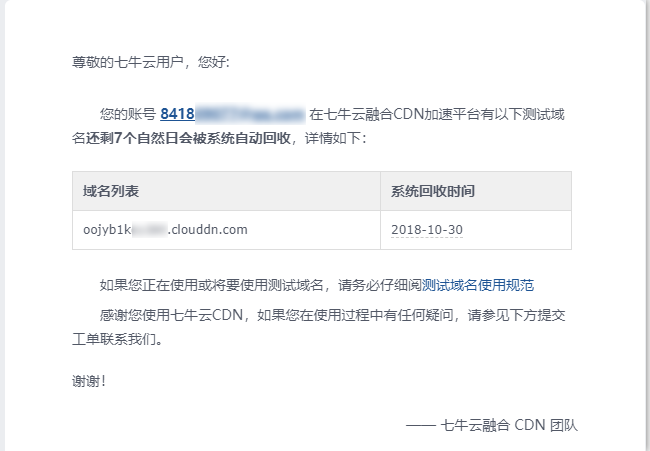 尊敬的七牛云用户，您好:
您的账号 8418 在七牛云融合CDN加速平台有以下测试域
名还剩7个自然日会被系统自动回收，详情如下：
域名列表 系统回收时间
oojyb1k .clouddn.com 2018-10-30
如果您正在使用或将要使用测试域名，请务必仔细阅测试域名使用规范
感谢您使用七牛云CDN，如果您在使用过程中有任何疑问，请参见下方提交
工单联系我们。
谢谢！
—— 七牛云融合 CDN 团队